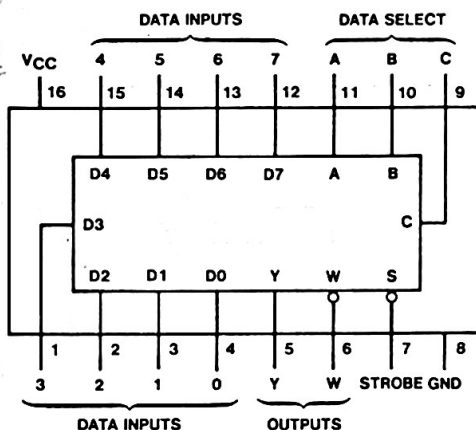 DATA INPUTS DATA SELECT
VCC 4 5 6 7 A B C
16 15 14 13 12 11 10 9
D4 D5 D6 D7 A B
D3 C
D2 D1 D0 Y W S
1 2 3 4 5 6 7 8
3 2 1 0 Y W STROBE GND
DATA INPUTS OUTPUTS